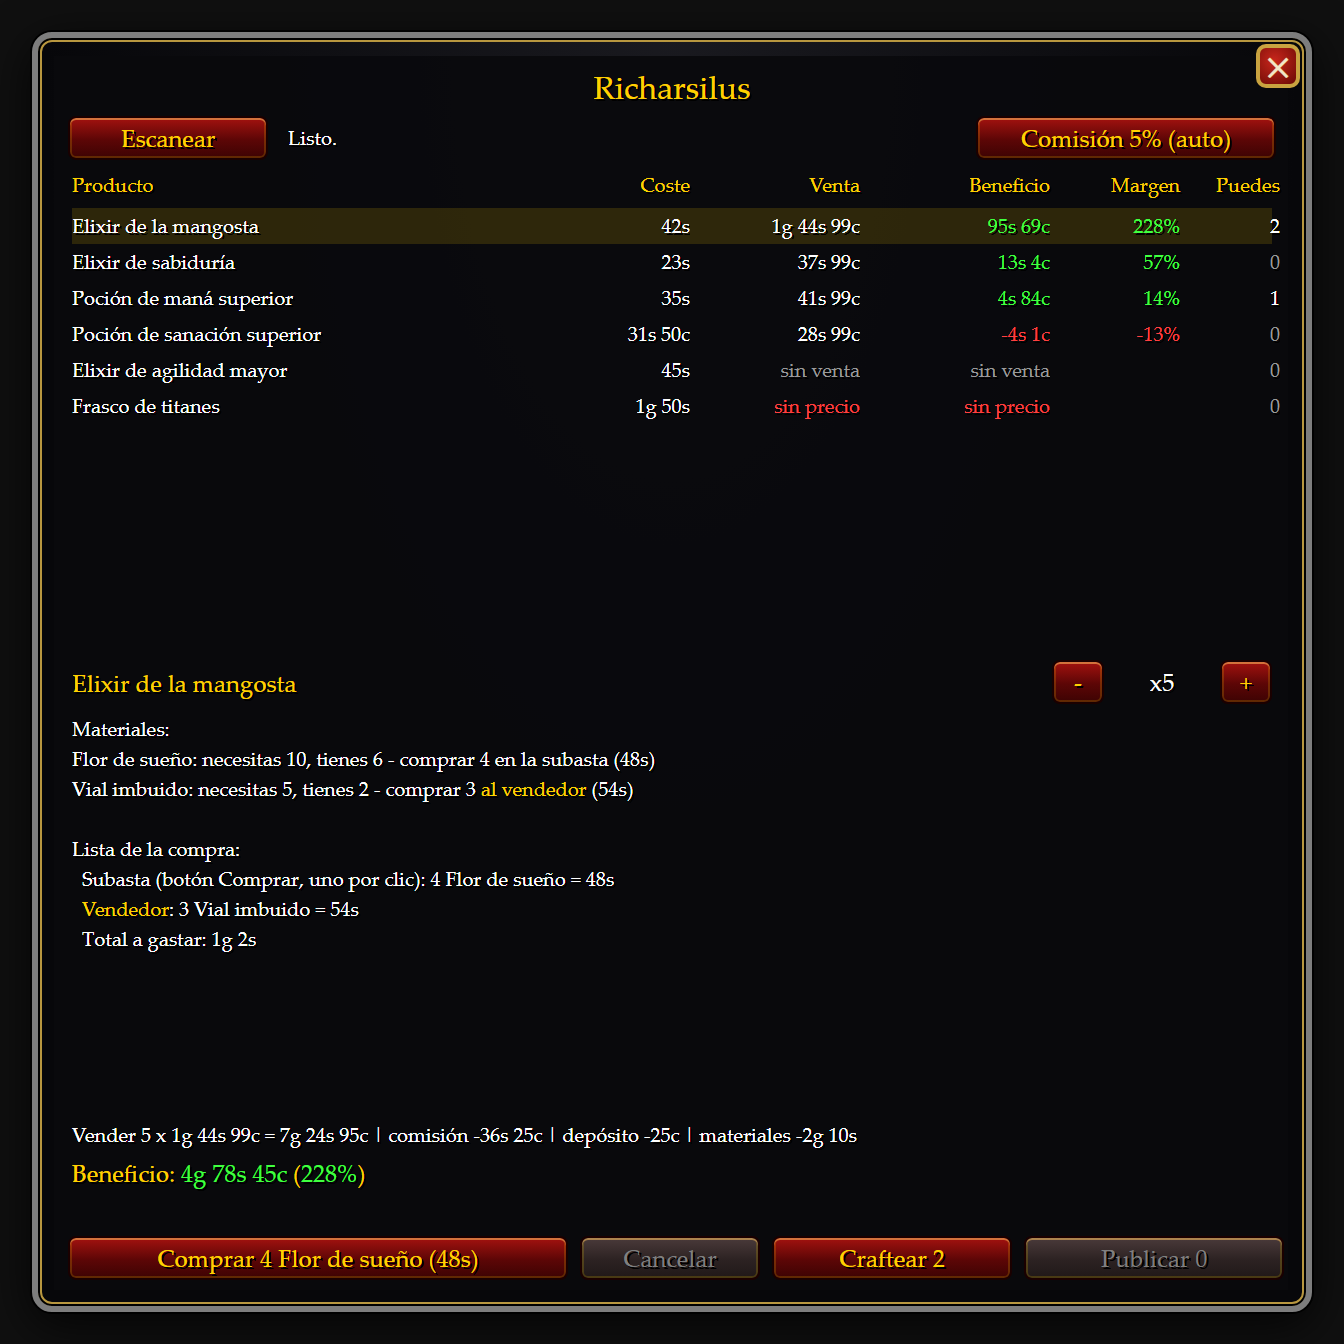 Richarsilus
Escanear Listo. Comisión 5% (auto)
Producto Coste Venta Beneficio Margen Puedes
Elixir de la mangosta 42s 1g 44s 99c 95s 69c 228% 2
Elixir de sabiduría 23s 37s 99c 13s 4c 57% 0
Poción de maná superior 35s 41s 99c 4s 84c 14% 1
Poción de sanación superior 31s 50c 28s 99c -4s 1c -13% 0
Elixir de agilidad mayor 45s sin venta sin venta 0
Frasco de titanes 1g 50s sin precio sin precio 0
Elixir de la mangosta - x5 +
Materiales:
Flor de sueño: necesitas 10, tienes 6 - comprar 4 en la subasta (48s)
Vial imbuido: necesitas 5, tienes 2 - comprar 3 al vendedor (54s)
Lista de la compra:
Subasta (botón Comprar, uno por clic): 4 Flor de sueño = 48s
Vendedor: 3 Vial imbuido = 54s
Total a gastar: 1g 2s
Vender 5 x 1g 44s 99c = 7g 24s 95c | comisión -36s 25c | depósito -25c | materiales -2g 10s
Beneficio: 4g 78s 45c (228%)
Comprar 4 Flor de sueño (48s) Cancelar Craftear 2 Publicar 0